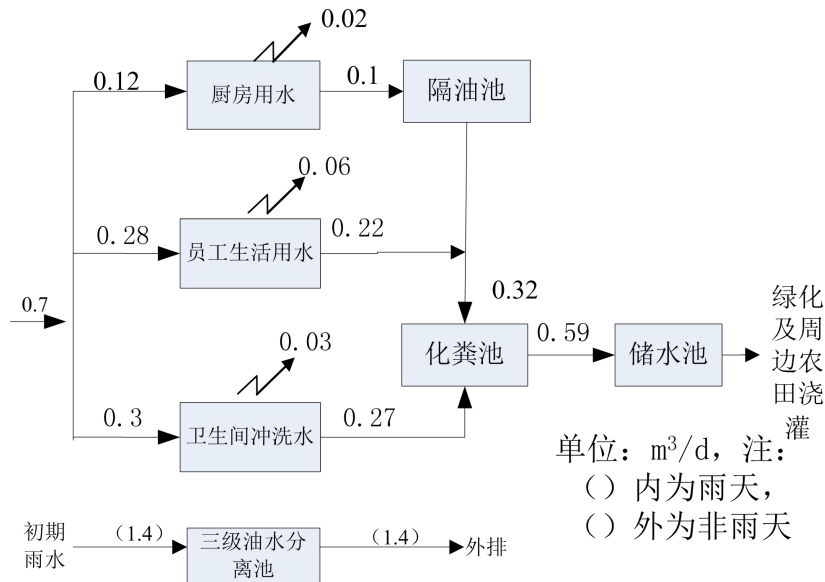 0.02
0.12
厨房用水
0.1
隔油池
0.06
0.28
员工生活用水
0.22
0.7
0.32
0.03
化粪池
0.59
储水池
绿化
及周
边农
田浇
灌
0.3
卫生间冲洗水
0.27
单位：m³/d，注：
（）内为雨天，
（）外为非雨天
初期
雨水
（1.4）
三级油水分
离池
（1.4）
外排